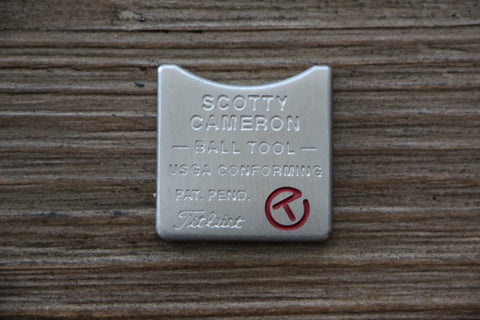 SCOTTY
CAMERON
— BALL TOOL —
USGA CONFORMING
PAT. PEND.
Titleist
T